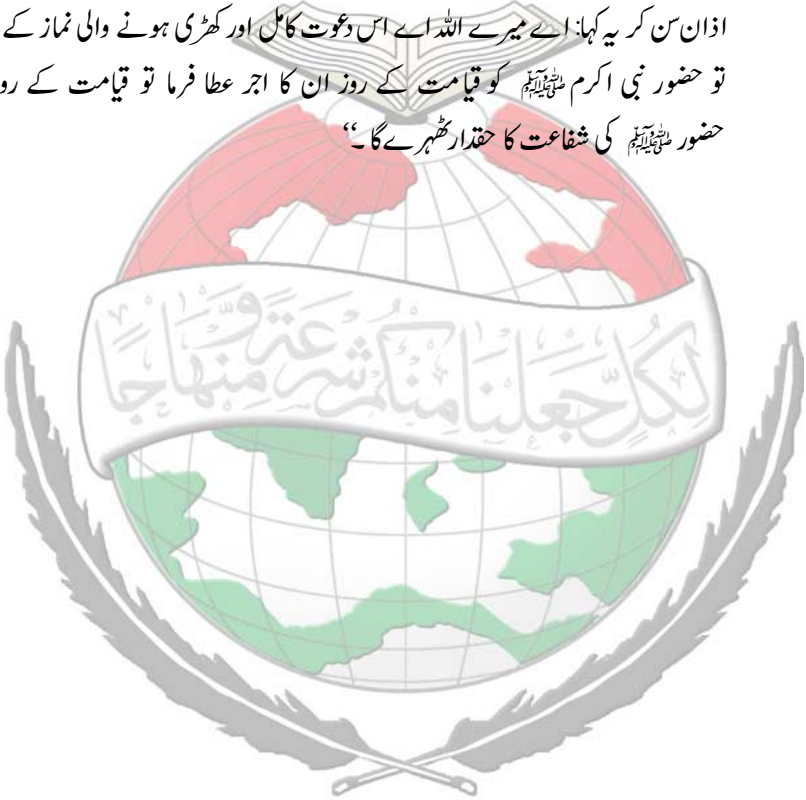 اذان سن کر یہ کہا: اے میرے اللہ اے اس دعوت کامل اور کھڑی ہونے والی نماز کے
تو حضور نبی اکرم ﷺ کو قیامت کے روز ان کا اجر عطا فرما تو قیامت کے رو
حضور ﷺ کی شفاعت کا حقدار ٹھہرے گا۔‘‘
لِكُلٍّ جَعَلْنَا مِنْكُمْ شِرْعَةً وَّمِنْهَاجًا